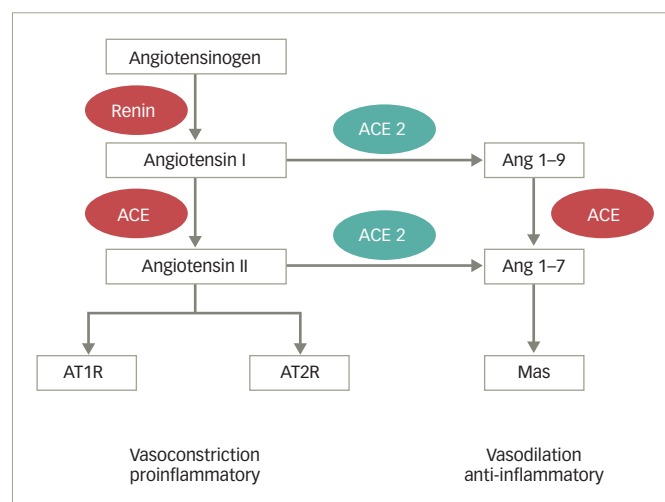 Angiotensinogen
Renin
ACE 2
Angiotensin I
Ang 1–9
ACE
ACE
ACE 2
Angiotensin II
Ang 1–7
AT1R
AT2R
Mas
Vasoconstriction
proinflammatory
Vasodilation
anti-inflammatory